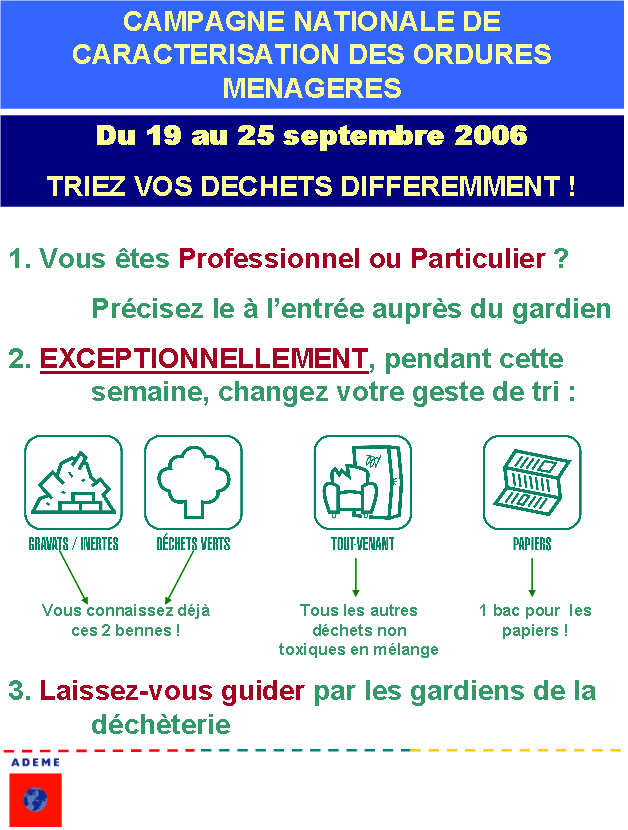 CAMPAGNE NATIONALE DE
CARACTERISATION DES ORDURES
MENAGERES
Du 19 au 25 septembre 2006
TRIEZ VOS DECHETS DIFFEREMMENT !
1. Vous êtes Professionnel ou Particulier ?
Précisez le à l’entrée auprès du gardien
2. EXCEPTIONNELLEMENT, pendant cette
semaine, changez votre geste de tri :
GRAVATS / INERTES
DÉCHETS VERTS
TOUT-VENANT
PAPIERS
Vous connaissez déjà
ces 2 bennes !
Tous les autres
déchets non
toxiques en mélange
1 bac pour les
papiers !
3. Laissez-vous guider par les gardiens de la
déchèterie
ADEME